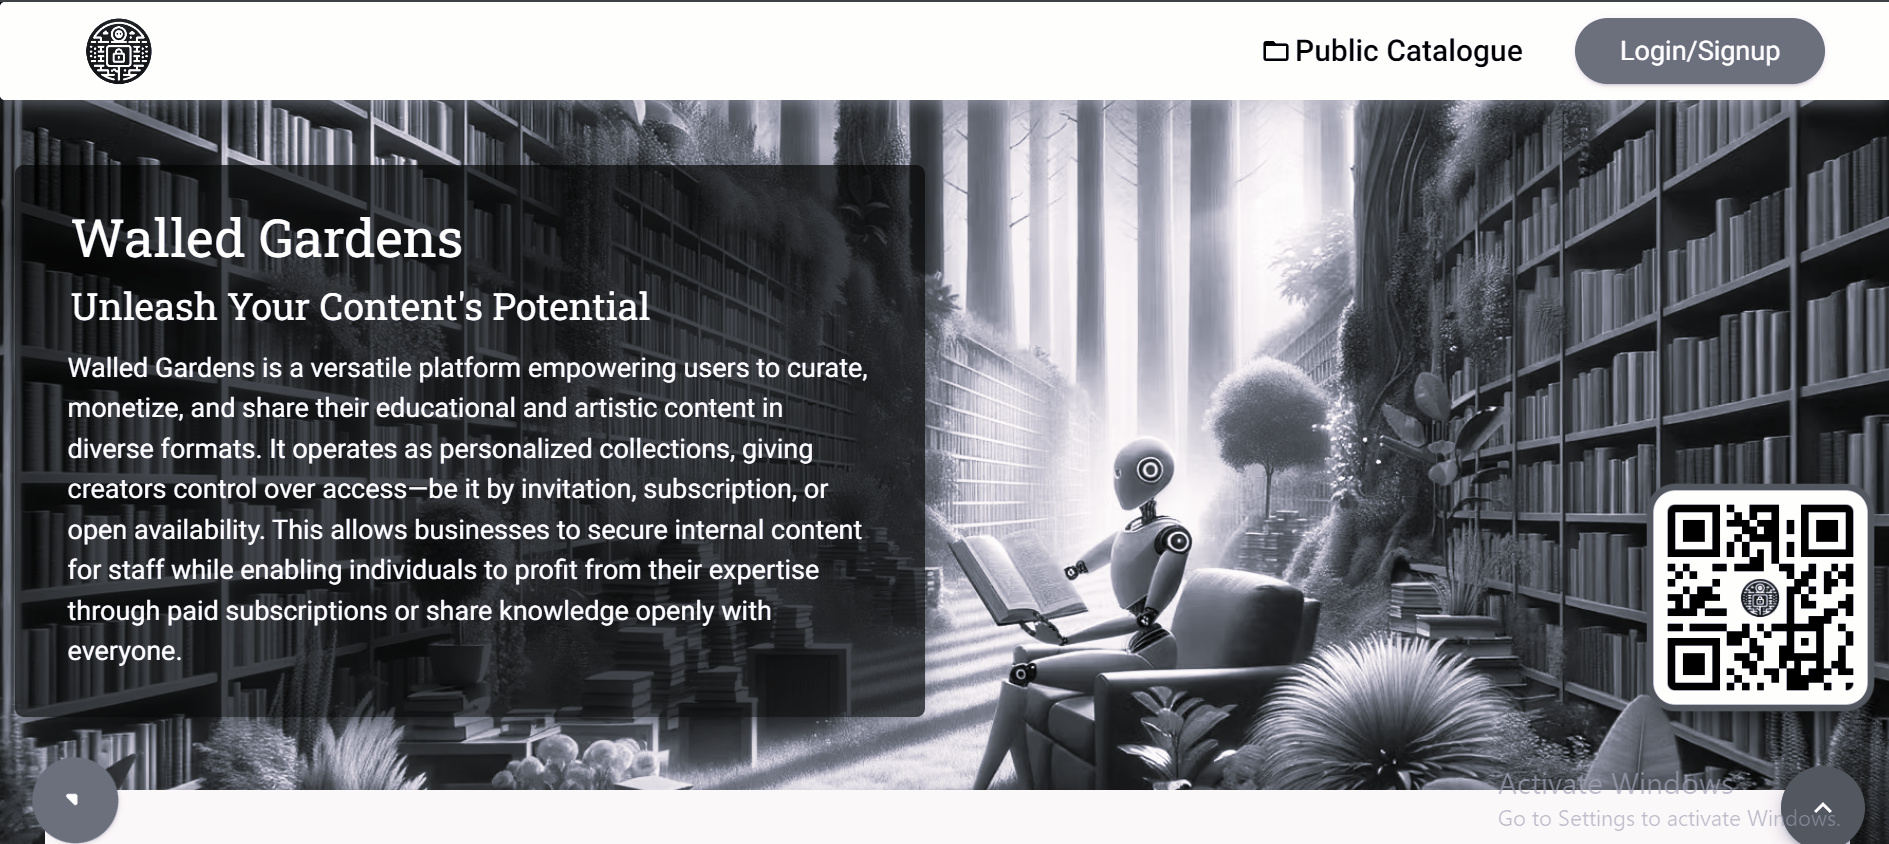 Public Catalogue
Login/Signup
Walled Gardens
Unleash Your Content's Potential
Walled Gardens is a versatile platform empowering users to curate,
monetize, and share their educational and artistic content in
diverse formats. It operates as personalized collections, giving
creators control over access—be it by invitation, subscription, or
open availability. This allows businesses to secure internal content
for staff while enabling individuals to profit from their expertise
through paid subscriptions or share knowledge openly with
everyone.
Activate Windows
Go to Settings to activate Windows.